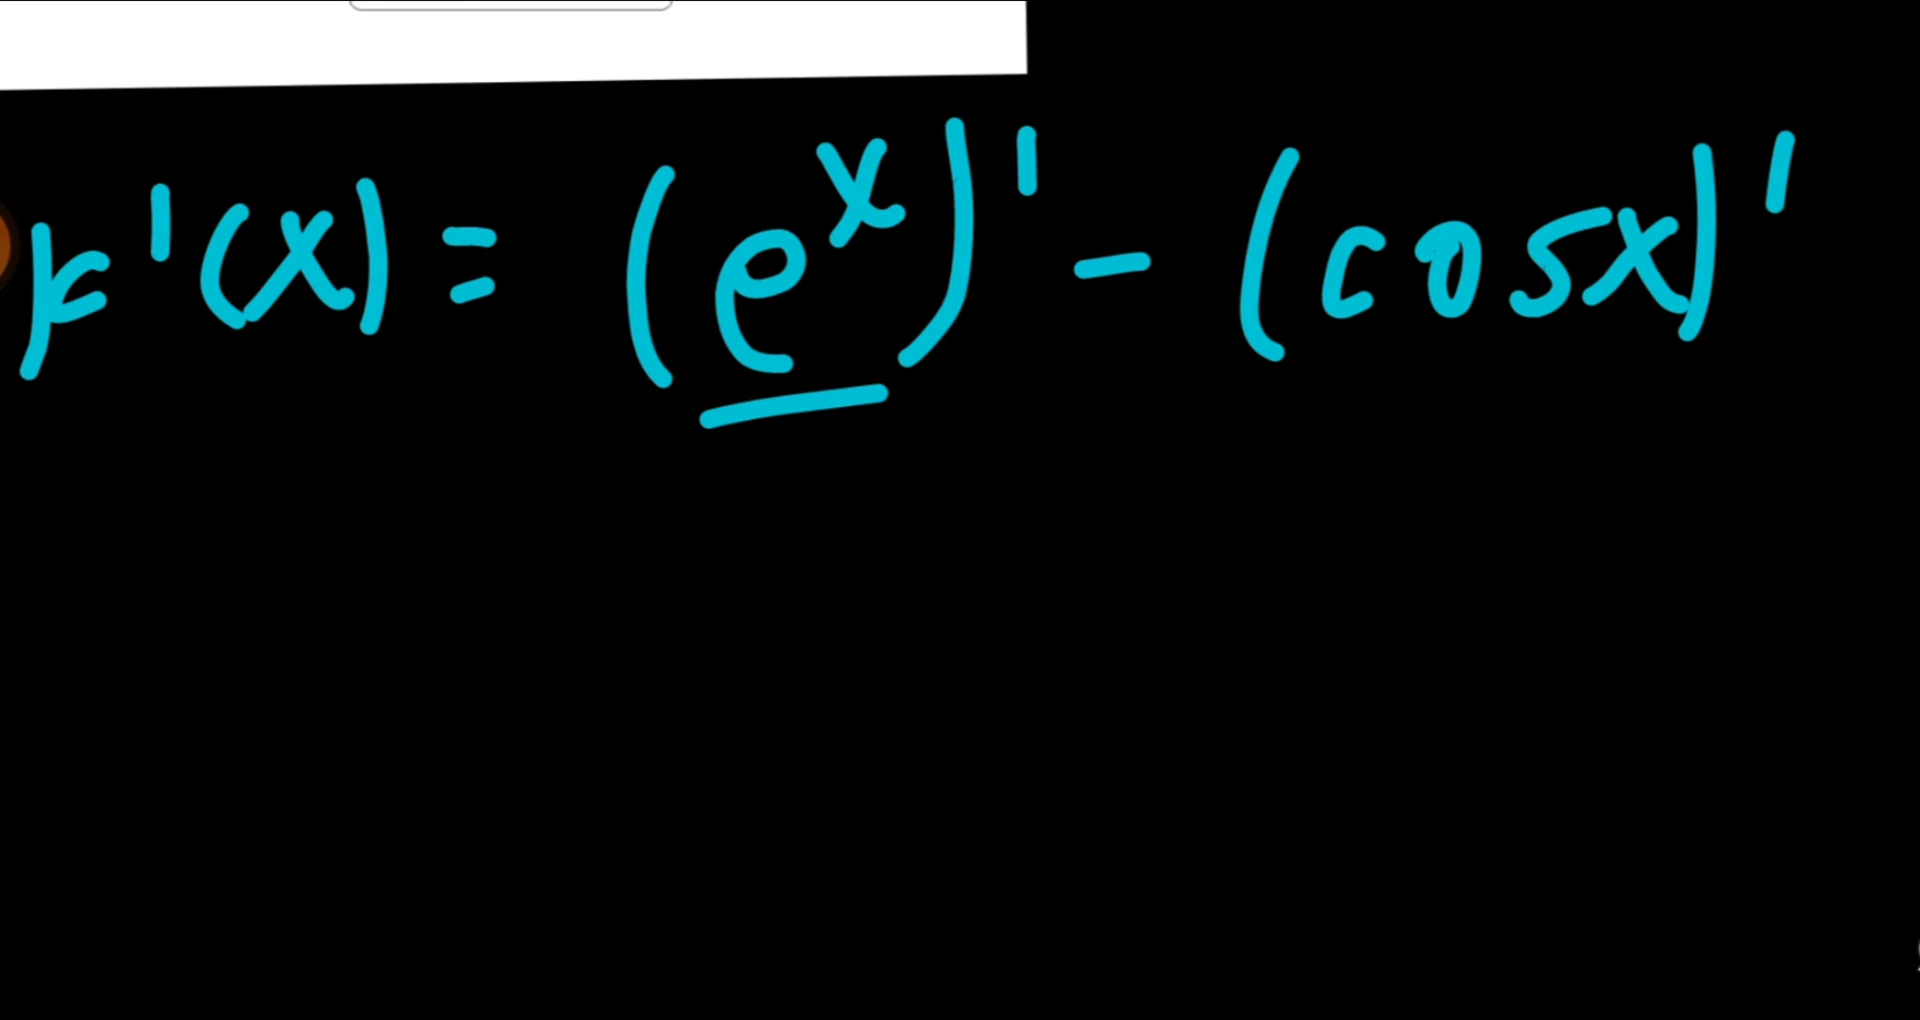 k'(x) = (e^x)' - (cosx)'